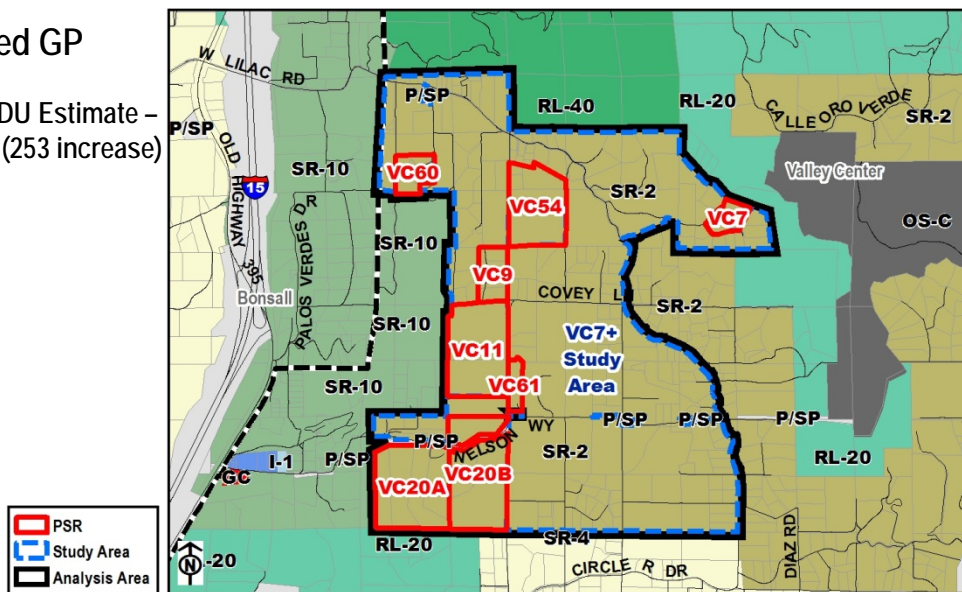 ed GP
DU Estimate –
(253 increase)
W LILAC RD
P/SP
OLD HIGHWAY 395
15
SR-10
PALOS VERDES DR
Bonsall
P/SP
RL-40
RL-20
CALLE ORO VERDE
SR-2
Valley Center
OS-C
VC60
VC54
SR-2
VC7
SR-10
VC9
COVEY L
SR-2
SR-10
VC7+
Study
Area
VC11
VC61
SR-10
P/SP
WY
P/SP
P/SP
P/SP
NELSON
SR-2
RL-20
GC
I-1
P/SP
VC20A
VC20B
RL-20
SR-4
DIAZ RD
CIRCLE R DR
-20
N
PSR
Study Area
Analysis Area